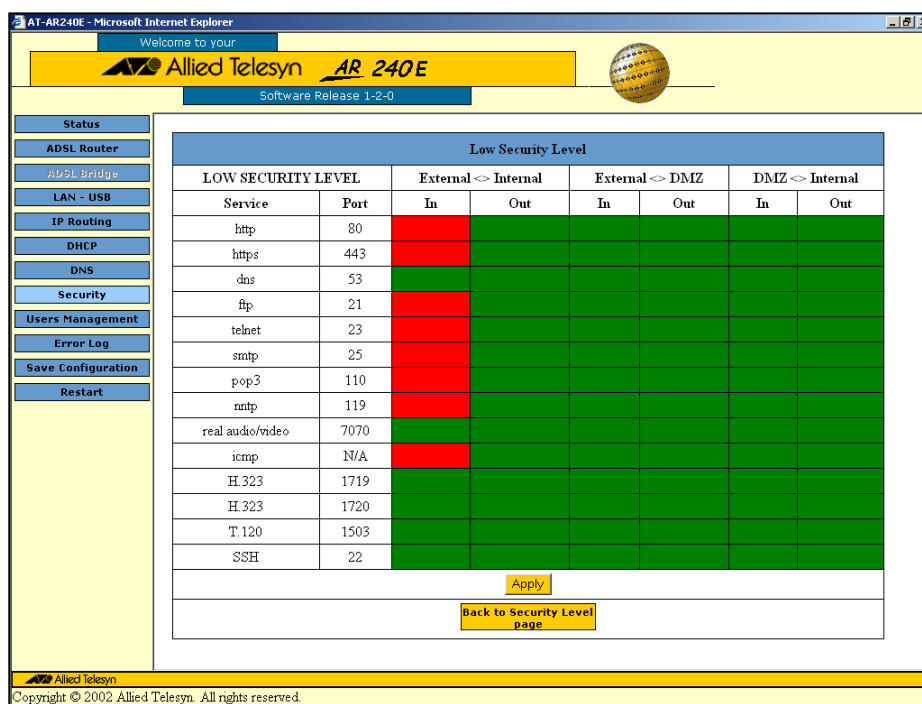 AT-AR240E - Microsoft Internet Explorer
Welcome to your
Allied Telesyn AR 240E
Software Release 1-2-0
Status
ADSL Router
ADSL Bridge
LAN - USB
IP Routing
DHCP
DNS
Security
Users Management
Error Log
Save Configuration
Restart
Low Security Level
LOW SECURITY LEVEL External <> Internal External <> DMZ DMZ <> Internal
Service Port In Out In Out In Out
http 80
https 443
dns 53
ftp 21
telnet 23
smtp 25
pop3 110
nntp 119
real audio/video 7070
icmp N/A
H.323 1719
H.323 1720
T.120 1503
SSH 22
Apply
Back to Security Level
page
Allied Telesyn
Copyright © 2002 Allied Telesyn. All rights reserved.